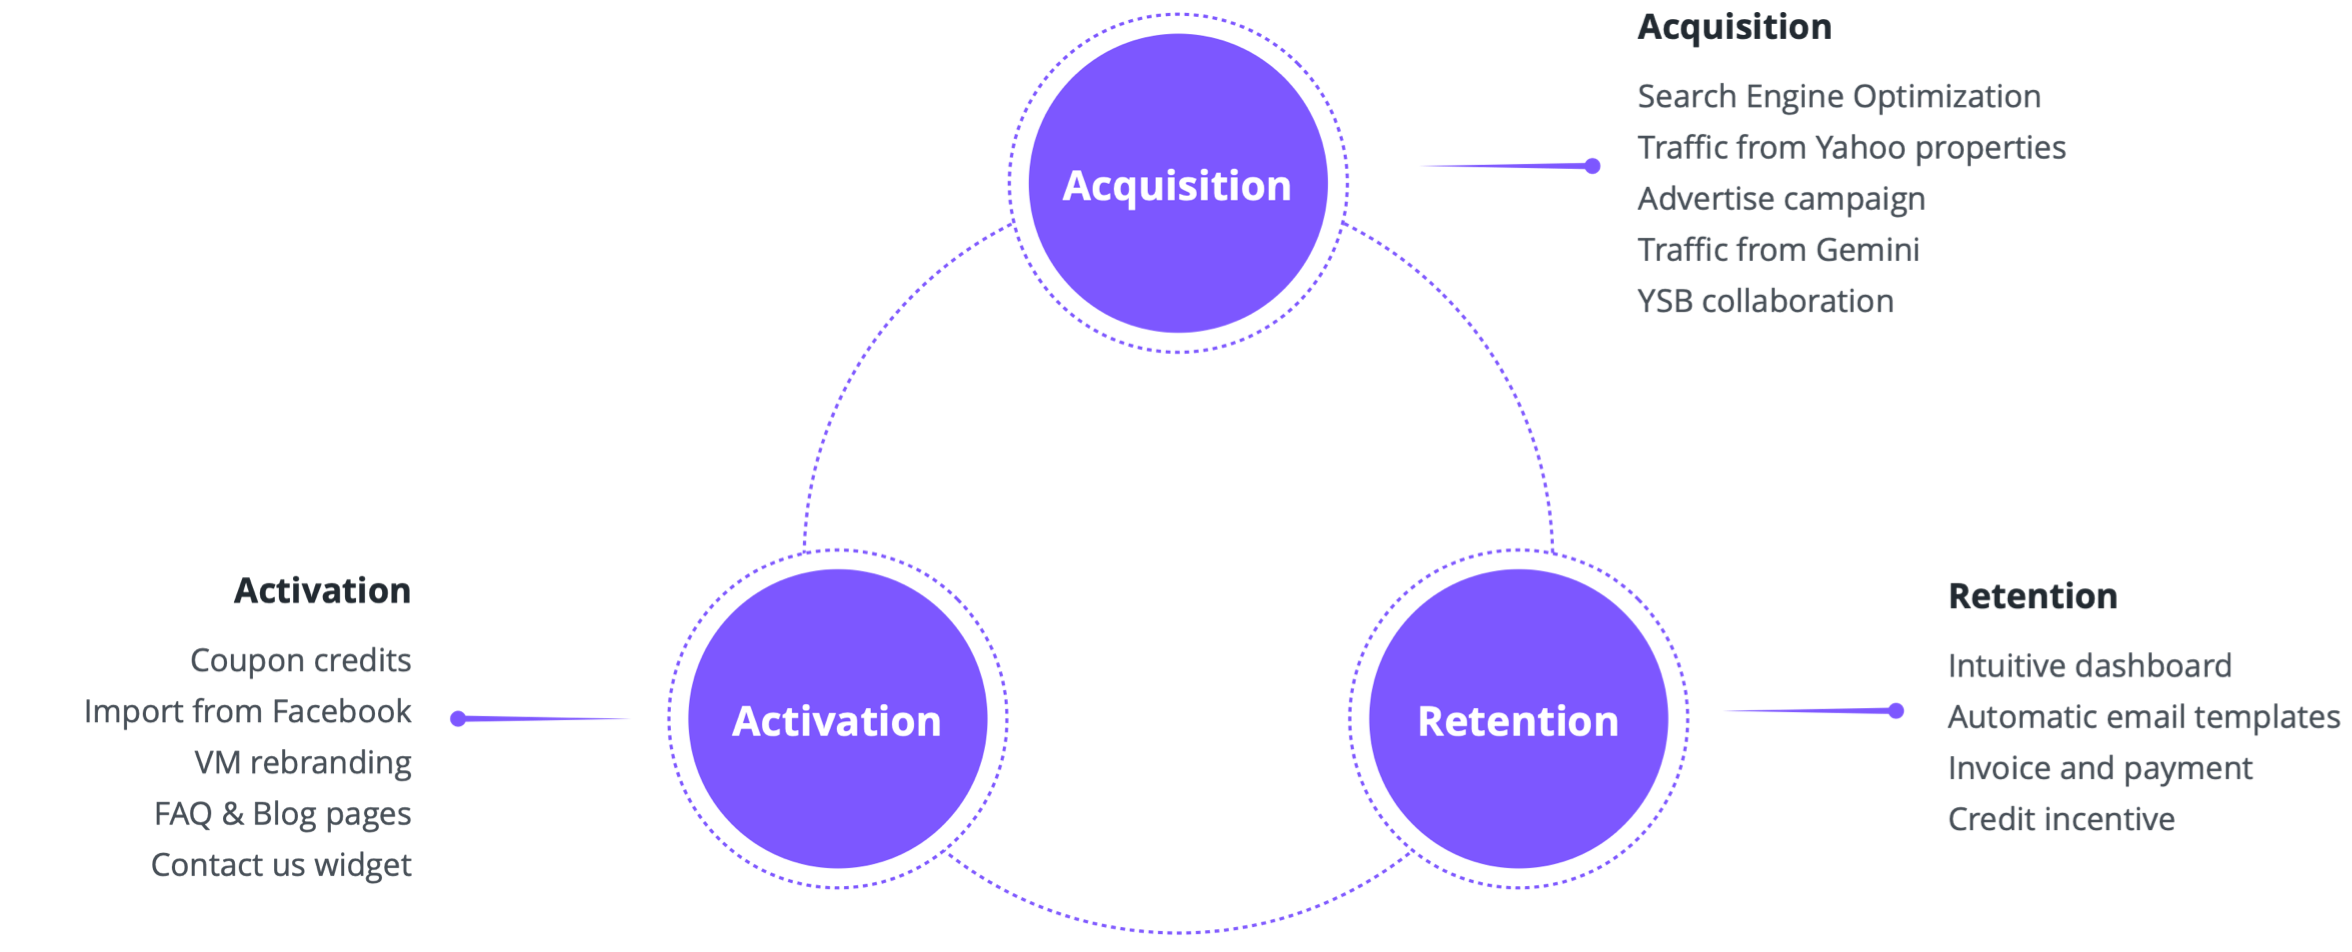 Acquisition
Acquisition
Search Engine Optimization
Traffic from Yahoo properties
Advertise campaign
Traffic from Gemini
YSB collaboration
Activation
Coupon credits
Import from Facebook
VM rebranding
FAQ & Blog pages
Contact us widget
Activation
Retention
Retention
Intuitive dashboard
Automatic email templates
Invoice and payment
Credit incentive